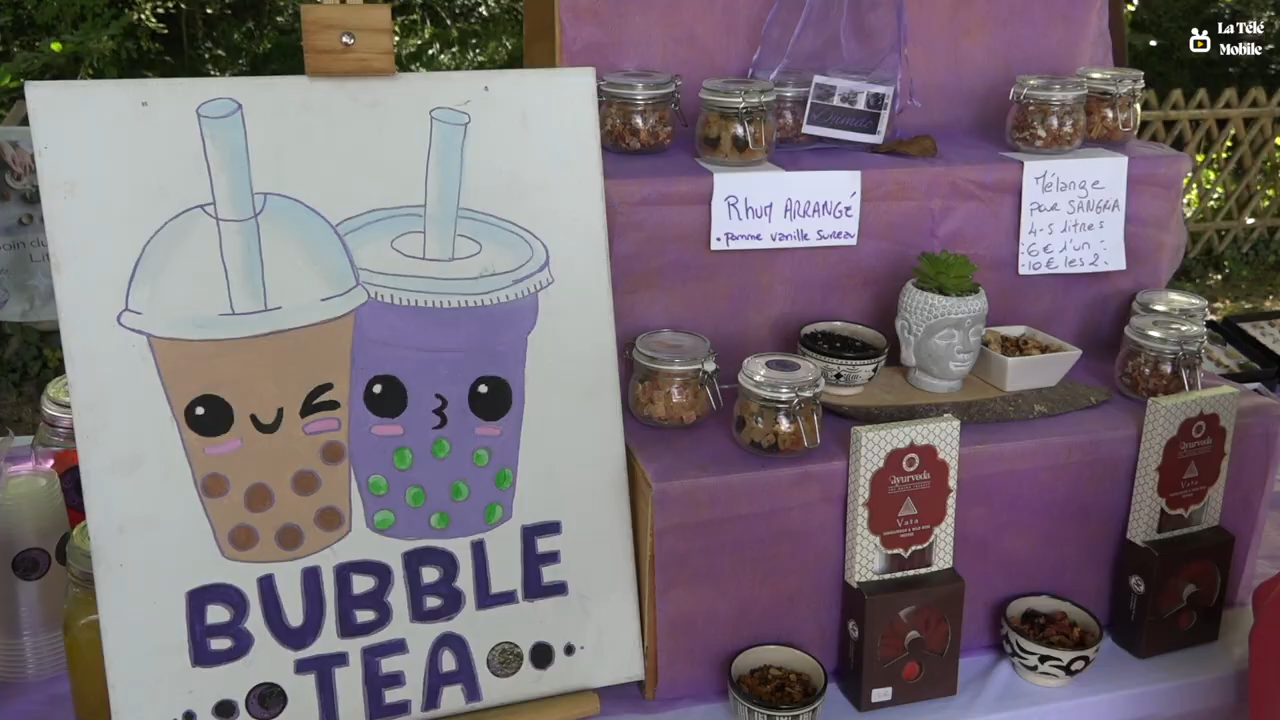 La Télé
Mobile
Djimdo
Rhum ARRANGÉ
• pomme vanille sureau
Mélange
pour SANGRIA
4-5 litres
6€ l'un
10€ les 2.
BUBBLE
TEA
Ayurveda
Vata
Ayurveda
Vata